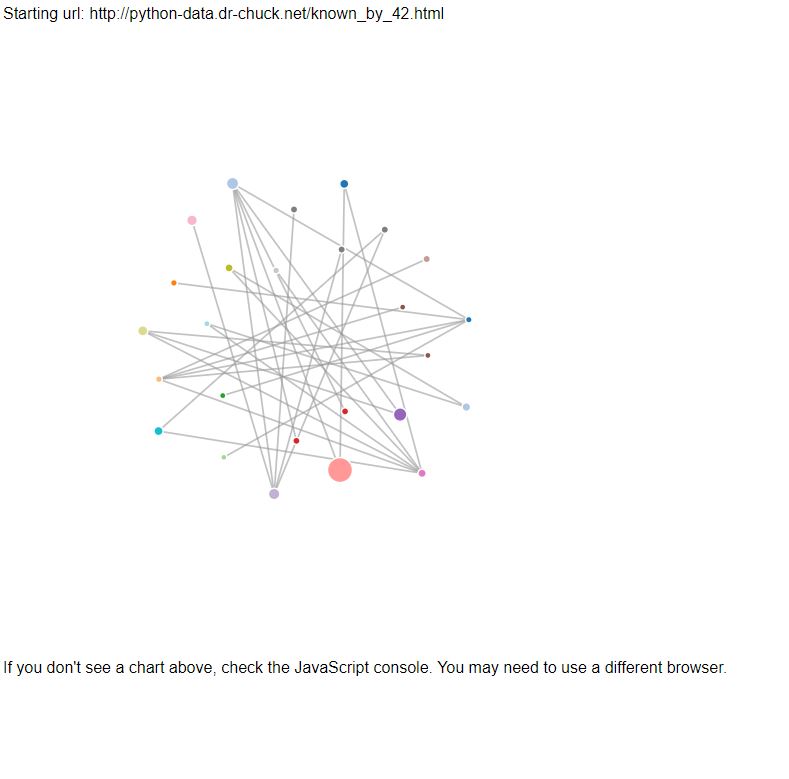 Starting url: http://python-data.dr-chuck.net/known_by_42.html
If you don't see a chart above, check the JavaScript console. You may need to use a different browser.